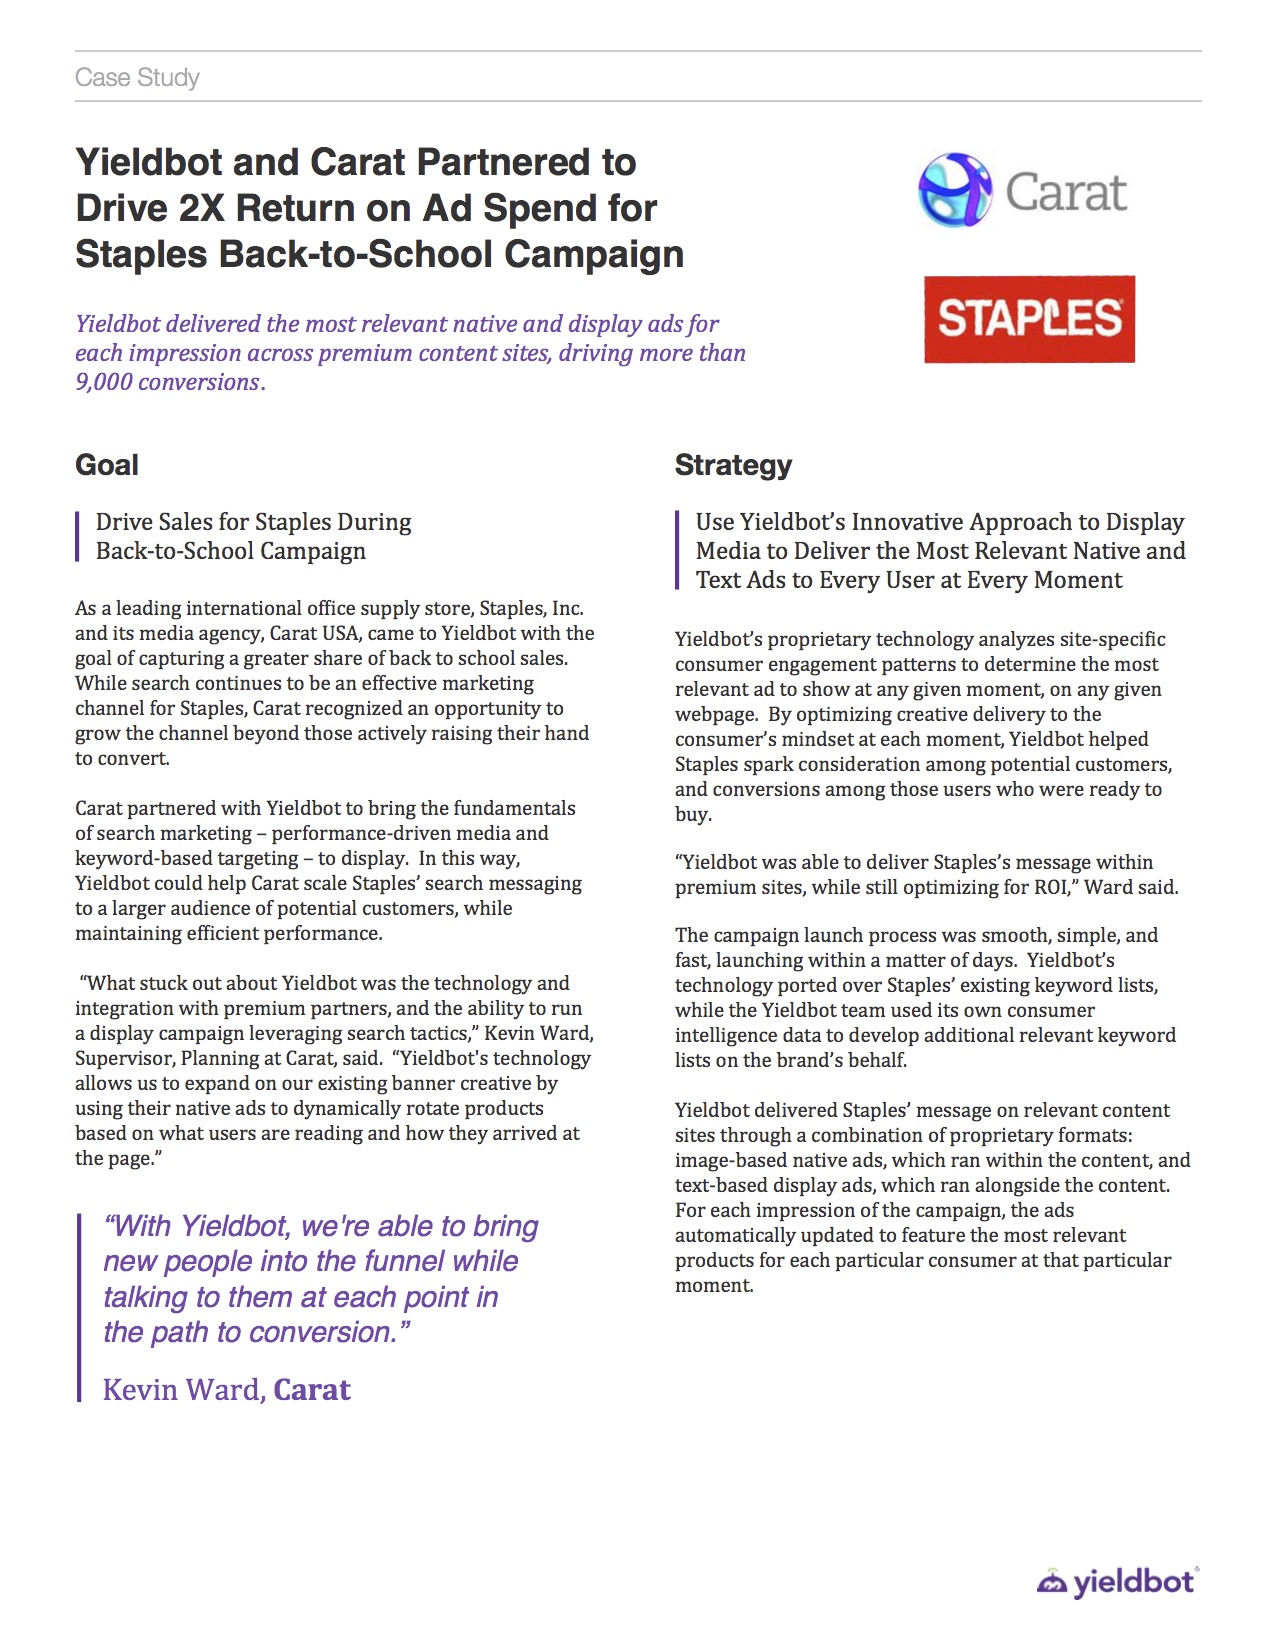 Case Study
Yieldbot and Carat Partnered to
Drive 2X Return on Ad Spend for
Staples Back-to-School Campaign
Carat
STAPLES
Yieldbot delivered the most relevant native and display ads for
each impression across premium content sites, driving more than
9,000 conversions.
Goal
Drive Sales for Staples During
Back-to-School Campaign
As a leading international office supply store, Staples, Inc.
and its media agency, Carat USA, came to Yieldbot with the
goal of capturing a greater share of back to school sales.
While search continues to be an effective marketing
channel for Staples, Carat recognized an opportunity to
grow the channel beyond those actively raising their hand
to convert.
Carat partnered with Yieldbot to bring the fundamentals
of search marketing – performance-driven media and
keyword-based targeting – to display.  In this way,
Yieldbot could help Carat scale Staples’ search messaging
to a larger audience of potential customers, while
maintaining efficient performance.
“What stuck out about Yieldbot was the technology and
integration with premium partners, and the ability to run
a display campaign leveraging search tactics,” Kevin Ward,
Supervisor, Planning at Carat, said.  “Yieldbot's technology
allows us to expand on our existing banner creative by
using their native ads to dynamically rotate products
based on what users are reading and how they arrived at
the page.”
“With Yieldbot, we're able to bring
new people into the funnel while
talking to them at each point in
the path to conversion.”
Kevin Ward, Carat
Strategy
Use Yieldbot’s Innovative Approach to Display
Media to Deliver the Most Relevant Native and
Text Ads to Every User at Every Moment
Yieldbot’s proprietary technology analyzes site-specific
consumer engagement patterns to determine the most
relevant ad to show at any given moment, on any given
webpage.  By optimizing creative delivery to the
consumer’s mindset at each moment, Yieldbot helped
Staples spark consideration among potential customers,
and conversions among those users who were ready to
buy.
“Yieldbot was able to deliver Staples’s message within
premium sites, while still optimizing for ROI,” Ward said.
The campaign launch process was smooth, simple, and
fast, launching within a matter of days.  Yieldbot’s
technology ported over Staples’ existing keyword lists,
while the Yieldbot team used its own consumer
intelligence data to develop additional relevant keyword
lists on the brand’s behalf.
Yieldbot delivered Staples’ message on relevant content
sites through a combination of proprietary formats:
image-based native ads, which ran within the content, and
text-based display ads, which ran alongside the content.
For each impression of the campaign, the ads
automatically updated to feature the most relevant
products for each particular consumer at that particular
moment.
yieldbot